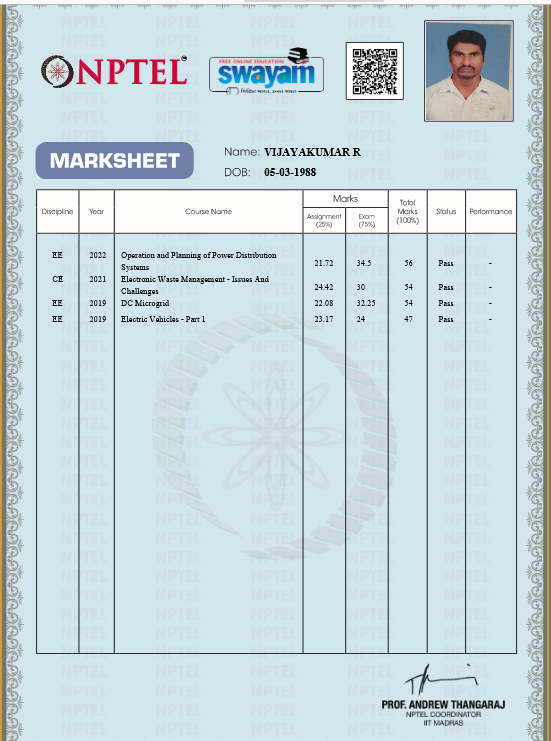 NPTEL
FREE ONLINE EDUCATION
swayam
MARKSHEET
Name: VIJAYAKUMAR R
DOB: 05-03-1988
Discipline Year Course Name Marks Total Marks (100%) Status Performance
Assignment (25%) Exam (75%)
EE 2022 Operation and Planning of Power Distribution
Systems 21.72 34.5 56 Pass -
CE 2021 Electronic Waste Management - Issues And
Challenges 24.42 30 54 Pass -
EE 2019 DC Microgrid 22.08 32.25 54 Pass -
EE 2019 Electric Vehicles - Part 1 23.17 24 47 Pass -
PROF. ANDREW THANGARAJ
NPTEL COORDINATOR
IIT MADRAS